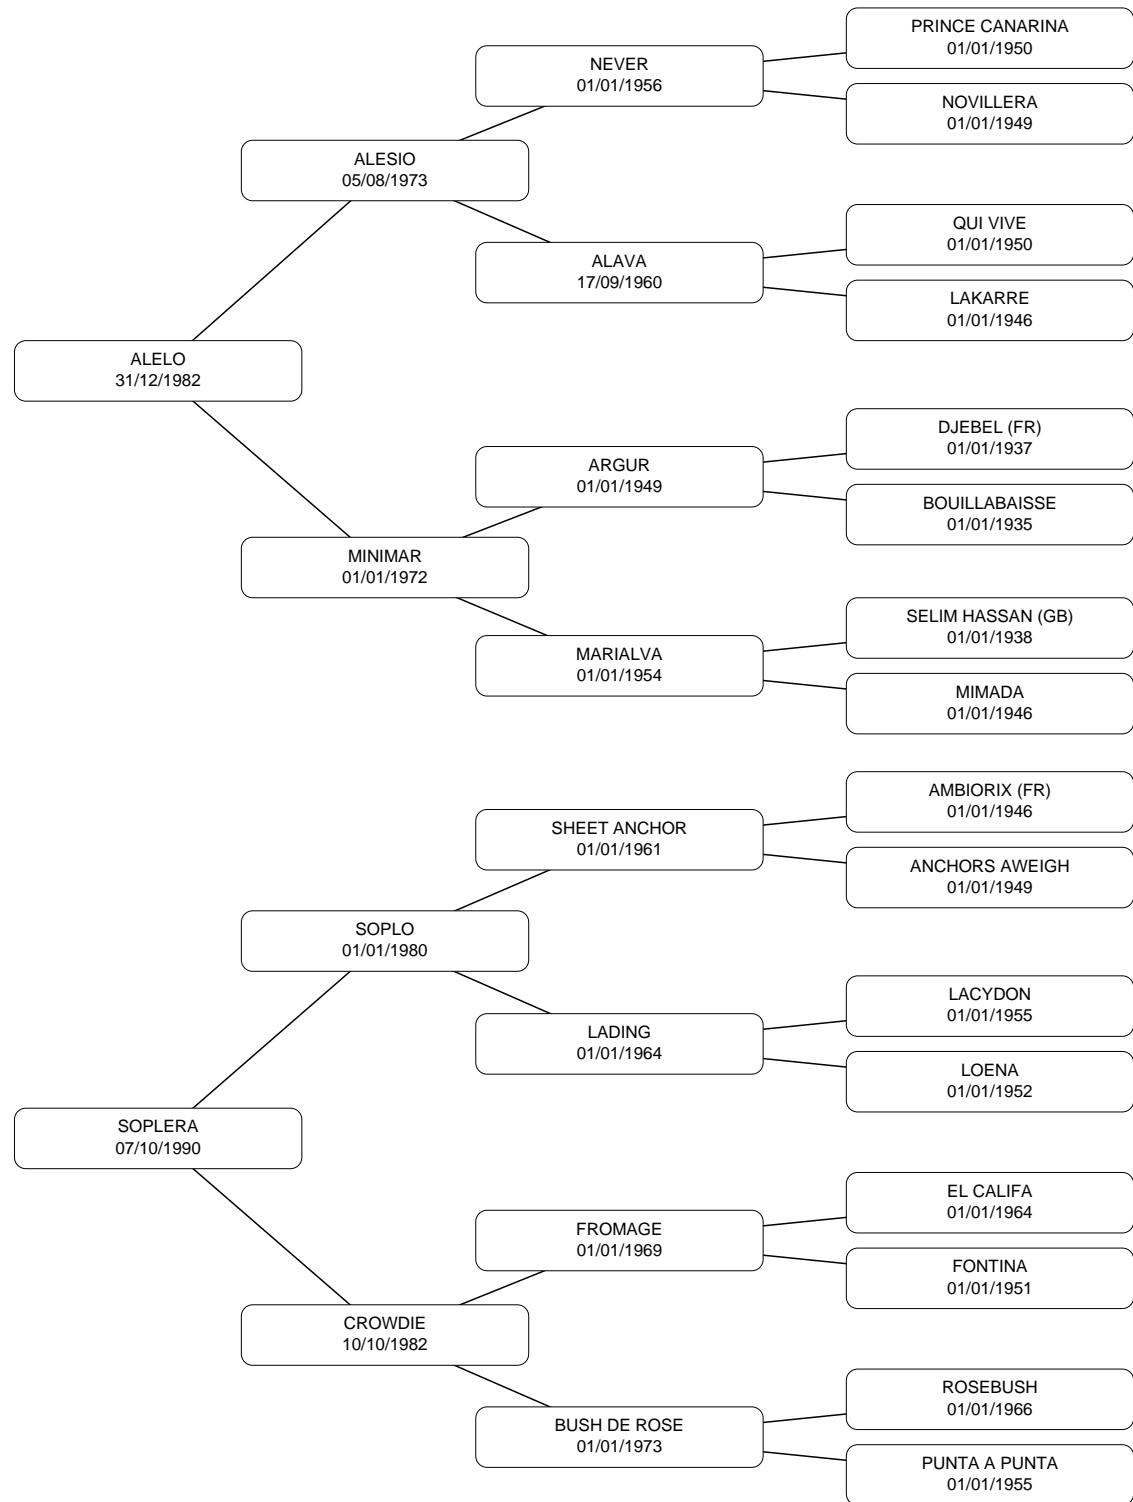 PRINCE CANARINA
01/01/1950
NEVER
01/01/1956
NOVILLERA
01/01/1949
ALESIO
05/08/1973
QUI VIVE
01/01/1950
ALAVA
17/09/1960
LAKARRE
01/01/1946
ALELO
31/12/1982
DJEBEL (FR)
01/01/1937
ARGUR
01/01/1949
BOUILLABAISSE
01/01/1935
MINIMAR
01/01/1972
SELIM HASSAN (GB)
01/01/1938
MARIALVA
01/01/1954
MIMADA
01/01/1946
AMBIORIX (FR)
01/01/1946
SHEET ANCHOR
01/01/1961
ANCHORS AWEIGH
01/01/1949
SOPLO
01/01/1980
LACYDON
01/01/1955
LADING
01/01/1964
LOENA
01/01/1952
SOPLERA
07/10/1990
EL CALIFA
01/01/1964
FROMAGE
01/01/1969
FONTINA
01/01/1951
CROWDIE
10/10/1982
ROSEBUSH
01/01/1966
BUSH DE ROSE
01/01/1973
PUNTA A PUNTA
01/01/1955